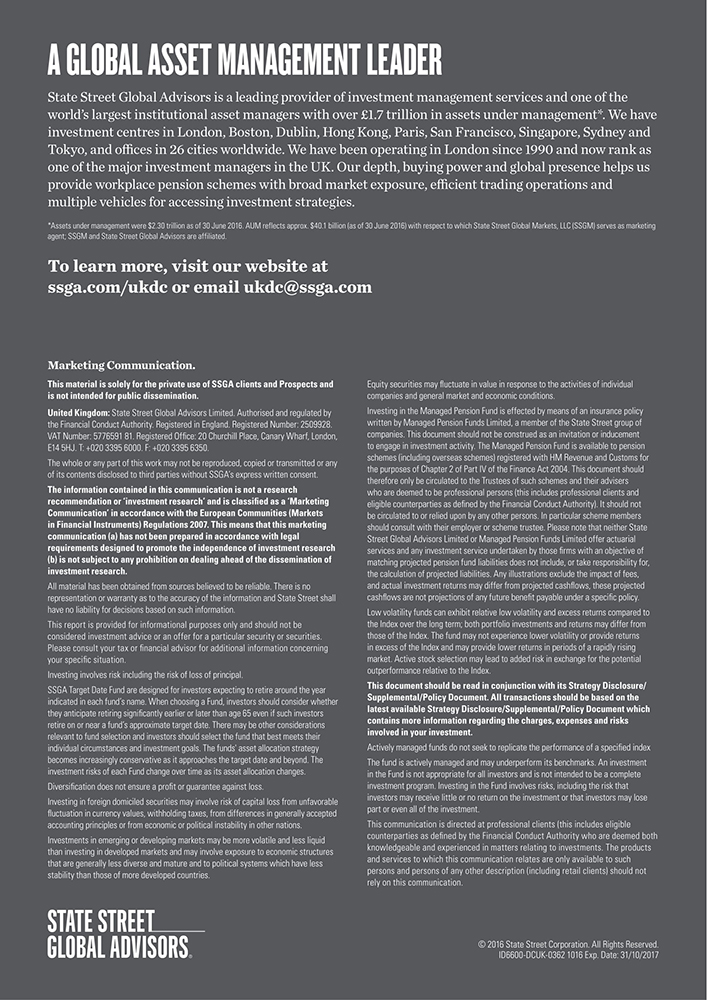 A GLOBAL ASSET MANAGEMENT LEADER
State Street Global Advisors is a leading provider of investment management services and one of the
world's largest institutional asset managers with over £1.7 trillion in assets under management*. We have
investment centres in London, Boston, Dublin, Hong Kong, Paris, San Francisco, Singapore, Sydney and
Tokyo, and offices in 26 cities worldwide. We have been operating in London since 1990 and now rank as
one of the major investment managers in the UK. Our depth, buying power and global presence helps us
provide workplace pension schemes with broad market exposure, efficient trading operations and
multiple vehicles for accessing investment strategies.
*Assets under management were $2.30 trillion as of 30 June 2016. AUM reflects approx. $40.1 billion (as of 30 June 2016) with respect to which State Street Global Markets, LLC (SSGM) serves as marketing
agent; SSGM and State Street Global Advisors are affiliated.
To learn more, visit our website at
ssga.com/ukdc or email ukdc@ssga.com
Marketing Communication.
This material is solely for the private use of SSGA clients and Prospects and
is not intended for public dissemination.
United Kingdom: State Street Global Advisors Limited. Authorised and regulated by
the Financial Conduct Authority. Registered in England. Registered Number: 2509928.
VAT Number: 5776591 81. Registered Office: 20 Churchill Place, Canary Wharf, London,
E14 5HJ. T: +020 3395 6000. F: +020 3395 6350.
The whole or any part of this work may not be reproduced, copied or transmitted or any
of its contents disclosed to third parties without SSGA's express written consent.
The information contained in this communication is not a research
recommendation or 'investment research' and is classified as a 'Marketing
Communication' in accordance with the European Communities (Markets
in Financial Instruments) Regulations 2007. This means that this marketing
communication (a) has not been prepared in accordance with legal
requirements designed to promote the independence of investment research
(b) is not subject to any prohibition on dealing ahead of the dissemination of
investment research.
All material has been obtained from sources believed to be reliable. There is no
representation or warranty as to the accuracy of the information and State Street shall
have no liability for decisions based on such information.
This report is provided for informational purposes only and should not be
considered investment advice or an offer for a particular security or securities.
Please consult your tax or financial advisor for additional information concerning
your specific situation.
Investing involves risk including the risk of loss of principal.
SSGA Target Date Fund are designed for investors expecting to retire around the year
indicated in each fund's name. When choosing a Fund, investors should consider whether
they anticipate retiring significantly earlier or later than age 65 even if such investors
retire on or near a fund's approximate target date. There may be other considerations
relevant to fund selection and investors should select the fund that best meets their
individual circumstances and investment goals. The funds' asset allocation strategy
becomes increasingly conservative as it approaches the target date and beyond. The
investment risks of each Fund change over time as its asset allocation changes.
Diversification does not ensure a profit or guarantee against loss.
Investing in foreign domiciled securities may involve risk of capital loss from unfavorable
fluctuation in currency values, withholding taxes, from differences in generally accepted
accounting principles or from economic or political instability in other nations.
Investments in emerging or developing markets may be more volatile and less liquid
than investing in developed markets and may involve exposure to economic structures
that are generally less diverse and mature and to political systems which have less
stability than those of more developed countries.
Equity securities may fluctuate in value in response to the activities of individual
companies and general market and economic conditions.
Investing in the Managed Pension Fund is effected by means of an insurance policy
written by Managed Pension Funds Limited, a member of the State Street group of
companies. This document should not be construed as an invitation or inducement
to engage in investment activity. The Managed Pension Fund is available to pension
schemes (including overseas schemes) registered with HM Revenue and Customs for
the purposes of Chapter 2 of Part IV of the Finance Act 2004. This document should
therefore only be circulated to the Trustees of such schemes and their advisers
who are deemed to be professional persons (this includes professional clients and
eligible counterparties as defined by the Financial Conduct Authority). It should not
be circulated to or relied upon by any other persons. In particular scheme members
should consult with their employer or scheme trustee. Please note that neither State
Street Global Advisors Limited or Managed Pension Funds Limited offer actuarial
services and any investment service undertaken by those firms with an objective of
matching projected pension fund liabilities does not include, or take responsibility for,
the calculation of projected liabilities. Any illustrations exclude the impact of fees,
and actual investment returns may differ from projected cashflows, these projected
cashflows are not projections of any future benefit payable under a specific policy.
Low volatility funds can exhibit relative low volatility and excess returns compared to
the Index over the long term; both portfolio investments and returns may differ from
those of the Index. The fund may not experience lower volatility or provide returns
in excess of the Index and may provide lower returns in periods of a rapidly rising
market. Active stock selection may lead to added risk in exchange for the potential
outperformance relative to the Index.
This document should be read in conjunction with its Strategy Disclosure/
Supplemental/Policy Document. All transactions should be based on the
latest available Strategy Disclosure/Supplemental/Policy Document which
contains more information regarding the charges, expenses and risks
involved in your investment.
Actively managed funds do not seek to replicate the performance of a specified index
The fund is actively managed and may underperform its benchmarks. An investment
in the Fund is not appropriate for all investors and is not intended to be a complete
investment program. Investing in the Fund involves risks, including the risk that
investors may receive little or no return on the investment or that investors may lose
part or even all of the investment.
This communication is directed at professional clients (this includes eligible
counterparties as defined by the Financial Conduct Authority who are deemed both
knowledgeable and experienced in matters relating to investments. The products
and services to which this communication relates are only available to such
persons and persons of any other description (including retail clients) should not
rely on this communication.
STATE STREET
GLOBAL ADVISORS.
© 2016 State Street Corporation. All Rights Reserved.
ID6600-DCUK-0362 1016 Exp. Date: 31/10/2017